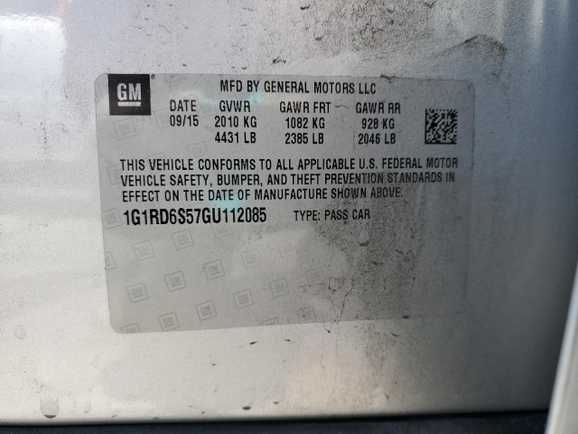 GM
MFD BY GENERAL MOTORS LLC
DATE GVWR GAWR FRT GAWR RR
09/15 2010 KG 1082 KG 928 KG
4431 LB 2385 LB 2046 LB
THIS VEHICLE CONFORMS TO ALL APPLICABLE U.S. FEDERAL MOTOR
VEHICLE SAFETY, BUMPER, AND THEFT PREVENTION STANDARDS IN
EFFECT ON THE DATE OF MANUFACTURE SHOWN ABOVE.
1G1RD6S57GU112085 TYPE: PASS CAR